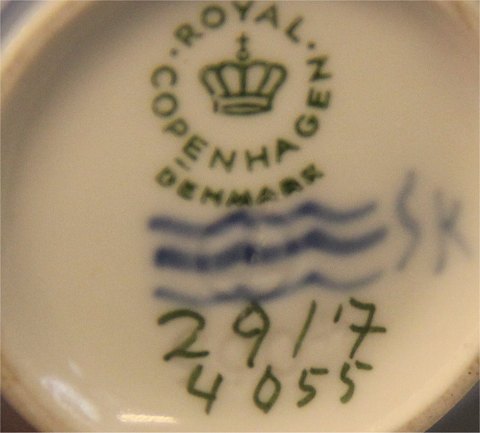 ROYAL
COPENHAGEN
DENMARK
SK
2917
4055